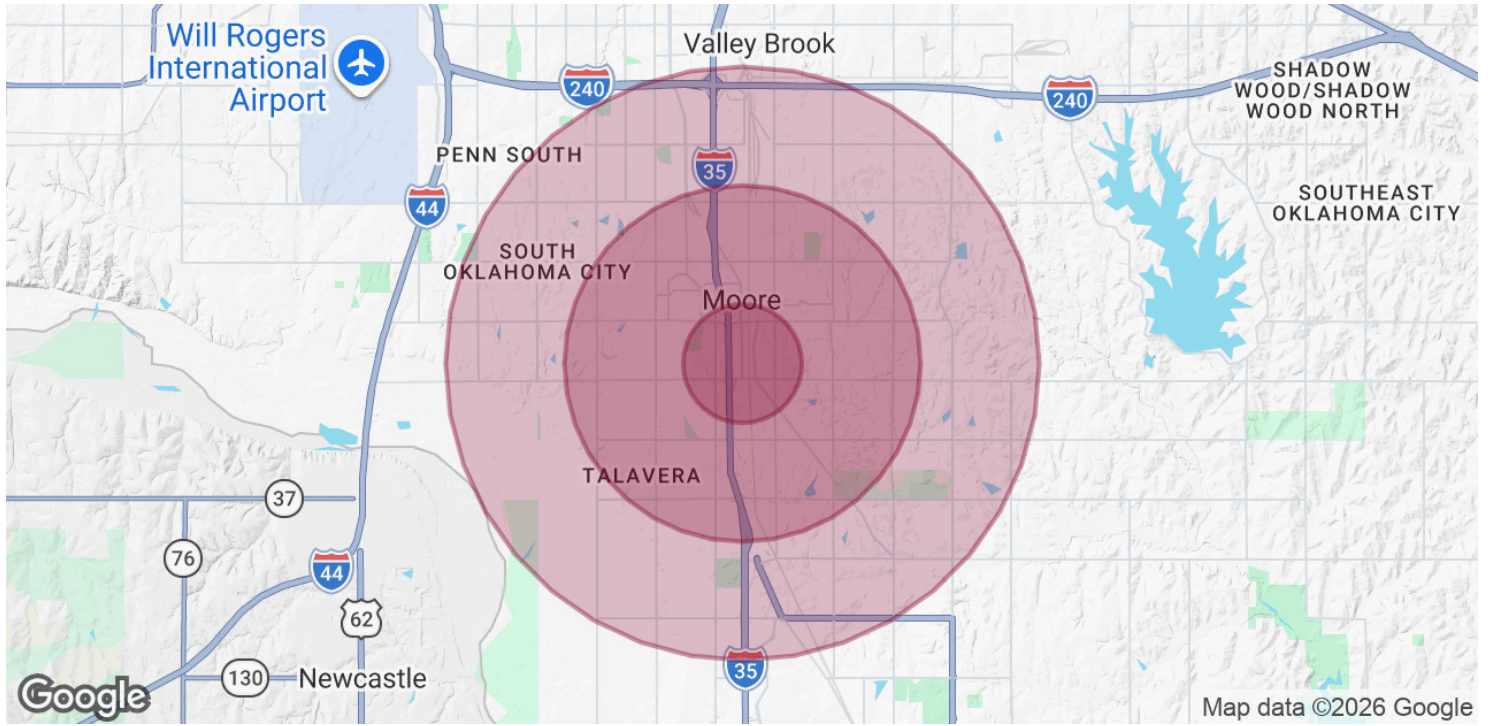 Valley Brook
Will Rogers
International
Airport
240
240
SHADOW
WOOD/SHADOW
WOOD NORTH
PENN SOUTH
35
44
SOUTHEAST
OKLAHOMA CITY
SOUTH
OKLAHOMA CITY
Moore
TALAVERA
37
76
44
62
35
130
Newcastle
Google
Map data ©2026 Google